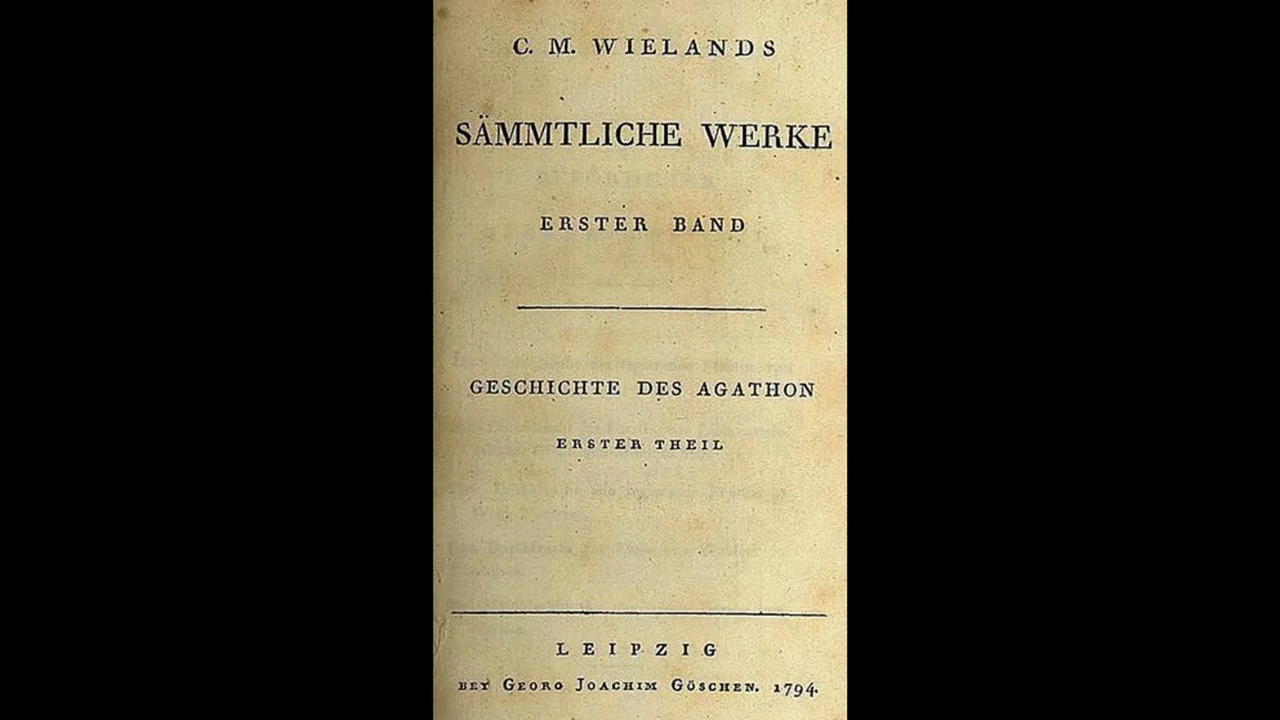 C. M. WIELANDS
SÄMMTLICHE WERKE
ERSTER BAND
GESCHICHTE DES AGATHON
ERSTER THEIL
LEIPZIG
BEY GEORG JOACHIM GÖSCHEN. 1794.